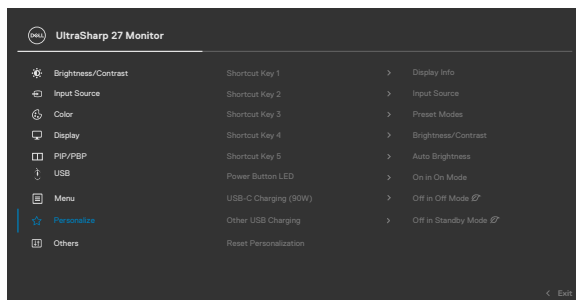 DELL UltraSharp 27 Monitor
Brightness/Contrast Shortcut Key 1 > Display Info
Input Source Shortcut Key 2 > Input Source
Color Shortcut Key 3 > Preset Modes
Display Shortcut Key 4 > Brightness/Contrast
PIP/PBP Shortcut Key 5 > Auto Brightness
USB Power Button LED > On in On Mode
Menu USB-C Charging (90W) > Off in Off Mode
Personalize Other USB Charging > Off in Standby Mode
Others Reset Personalization
< Exit